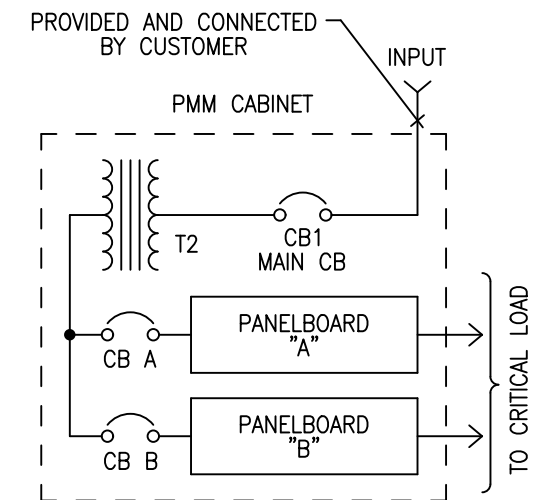 PROVIDED AND CONNECTED
BY CUSTOMER
INPUT
PMM CABINET
T2
CB1
MAIN CB
PANELBOARD
"A"
CB A
PANELBOARD
"B"
CB B
TO CRITICAL LOAD